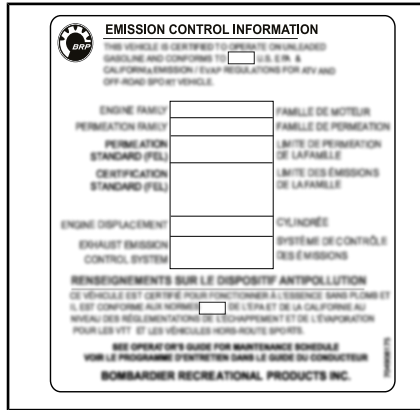 BRP
EMISSION CONTROL INFORMATION
THIS VEHICLE IS CERTIFIED TO OPERATE ON UNLEADED
GASOLINE AND CONFORMS TO U.S. EPA &
CALIFORNIA EMISSION / EVAP REGULATIONS FOR ATV AND
OFF-ROAD SPORT VEHICLE.
ENGINE FAMILY FAMILLE DE MOTEUR
PERMEATION FAMILY FAMILLE DE PERMEATION
PERMEATION LIMITE DE PERMEATION
STANDARD (FEL) DE LA FAMILLE
CERTIFICATION LIMITE DES ÉMISSIONS
STANDARD (FEL) DE LA FAMILLE
ENGINE DISPLACEMENT CYLINDRÉE
EXHAUST EMISSION SYSTÈME DE CONTRÔLE
CONTROL SYSTEM DES ÉMISSIONS
RENSEIGNEMENTS SUR LE DISPOSITIF ANTIPOLLUTION
CE VÉHICULE EST CERTIFIÉ POUR FONCTIONNER À L'ESSENCE SANS PLOMB ET
IL EST CONFORME AUX NORMES DE L'EPA ET DE LA CALIFORNIE AU
NIVEAU DES RÉGLEMENTATIONS DE L'ÉCHAPPEMENT ET DE L'ÉVAPORATION
POUR LES VTT ET LES VÉHICULES HORS-ROUTE SPORTS.
SEE OPERATOR'S GUIDE FOR MAINTENANCE SCHEDULE
VOIR LE PROGRAMME D'ENTRETIEN DANS LE GUIDE DU CONDUCTEUR
BOMBARDIER RECREATIONAL PRODUCTS INC.